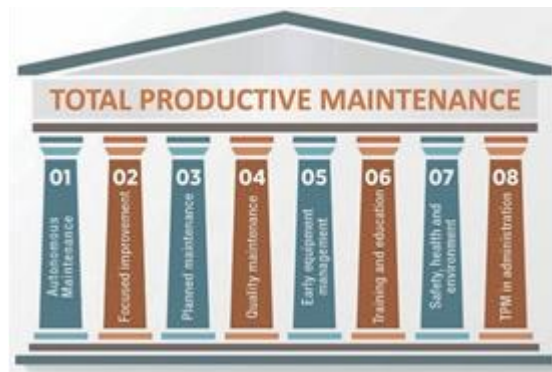 TOTAL PRODUCTIVE MAINTENANCE
01
Autonomous
Maintenance
02
Focused improvement
03
Planned maintenance
04
Quality maintenance
05
Early equipment
management
06
Training and education
07
Safety, health and
environment
08
TPM in administration